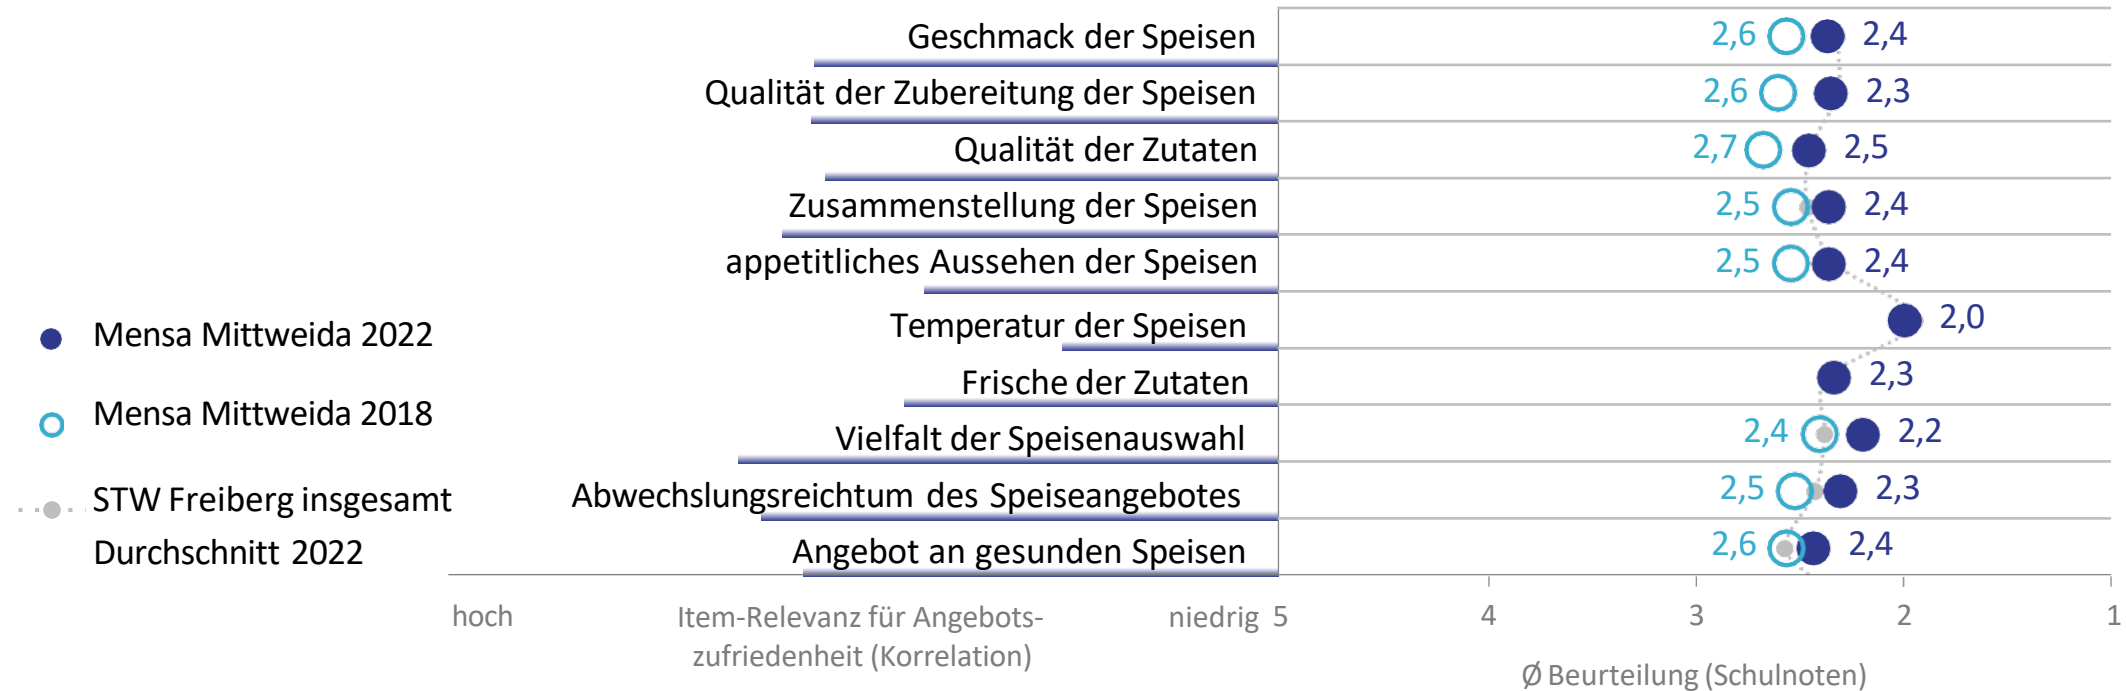 Geschmack der Speisen 2,6 2,4
Qualität der Zubereitung der Speisen 2,6 2,3
Qualität der Zutaten 2,7 2,5
Zusammenstellung der Speisen 2,5 2,4
appetitliches Aussehen der Speisen 2,5 2,4
Temperatur der Speisen 2,0
Frische der Zutaten 2,3
Vielfalt der Speisenauswahl 2,4 2,2
Abwechslungsreichtum des Speiseangebotes 2,5 2,3
Angebot an gesunden Speisen 2,6 2,4
Mensa Mittweida 2022
Mensa Mittweida 2018
STW Freiberg insgesamt
Durchschnitt 2022
hoch Item-Relevanz für Angebots- niedrig 5 4 3 2 1
zufriedenheit (Korrelation)
Ø Beurteilung (Schulnoten)